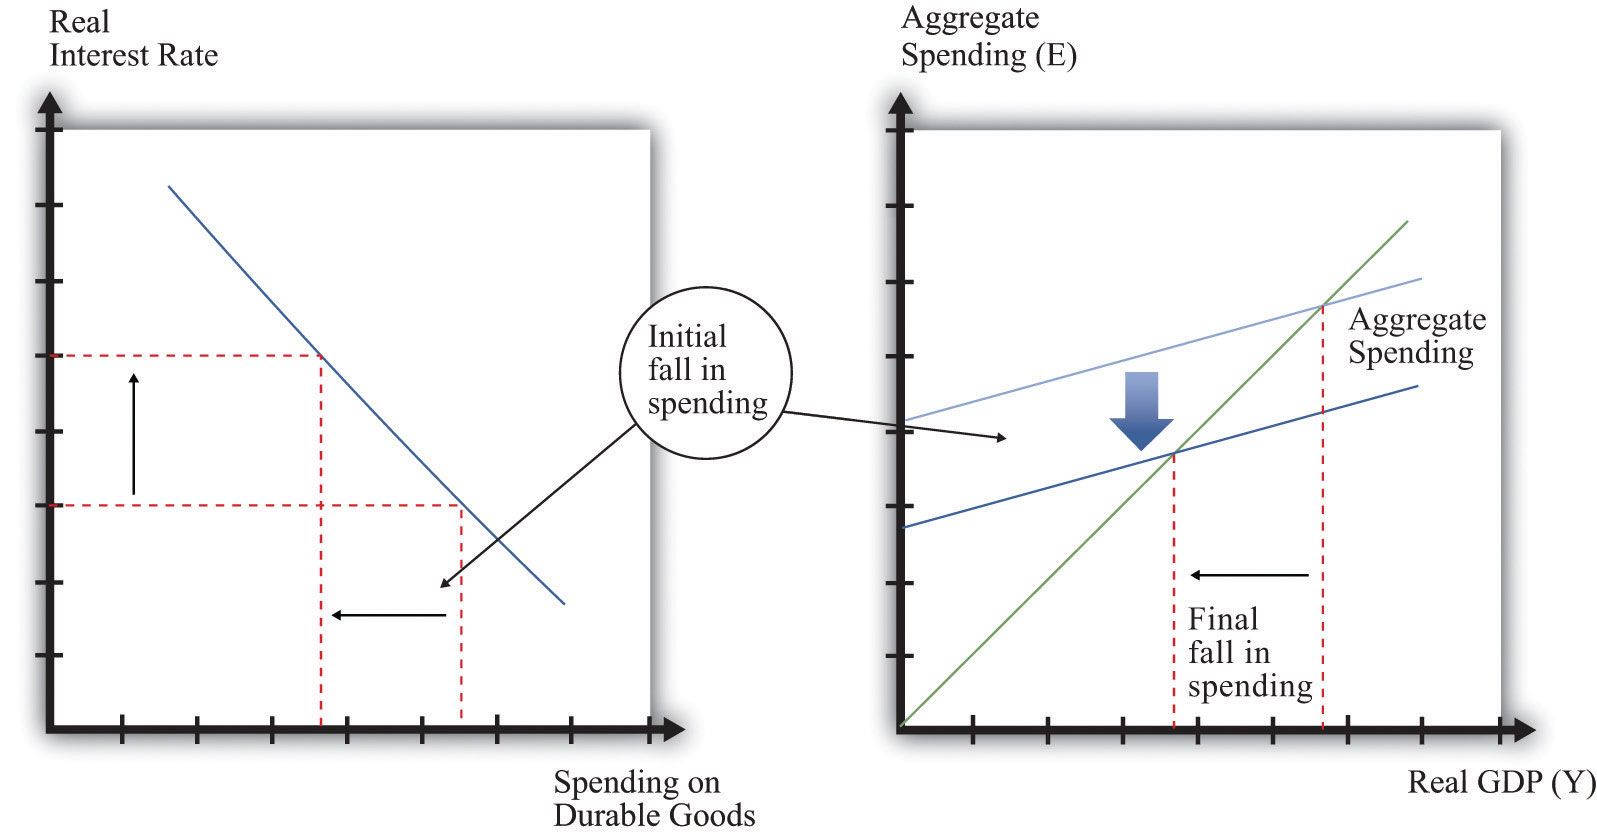 Real
Interest Rate
Spending on
Durable Goods
Initial
fall in
spending
Aggregate
Spending (E)
Aggregate
Spending
Final
fall in
spending
Real GDP (Y)